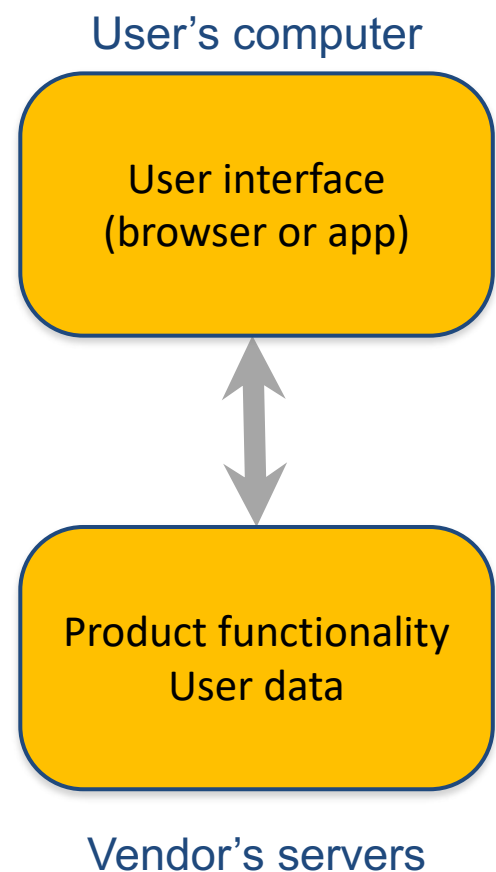 User’s computer
User interface
(browser or app)
Product functionality
User data
Vendor’s servers